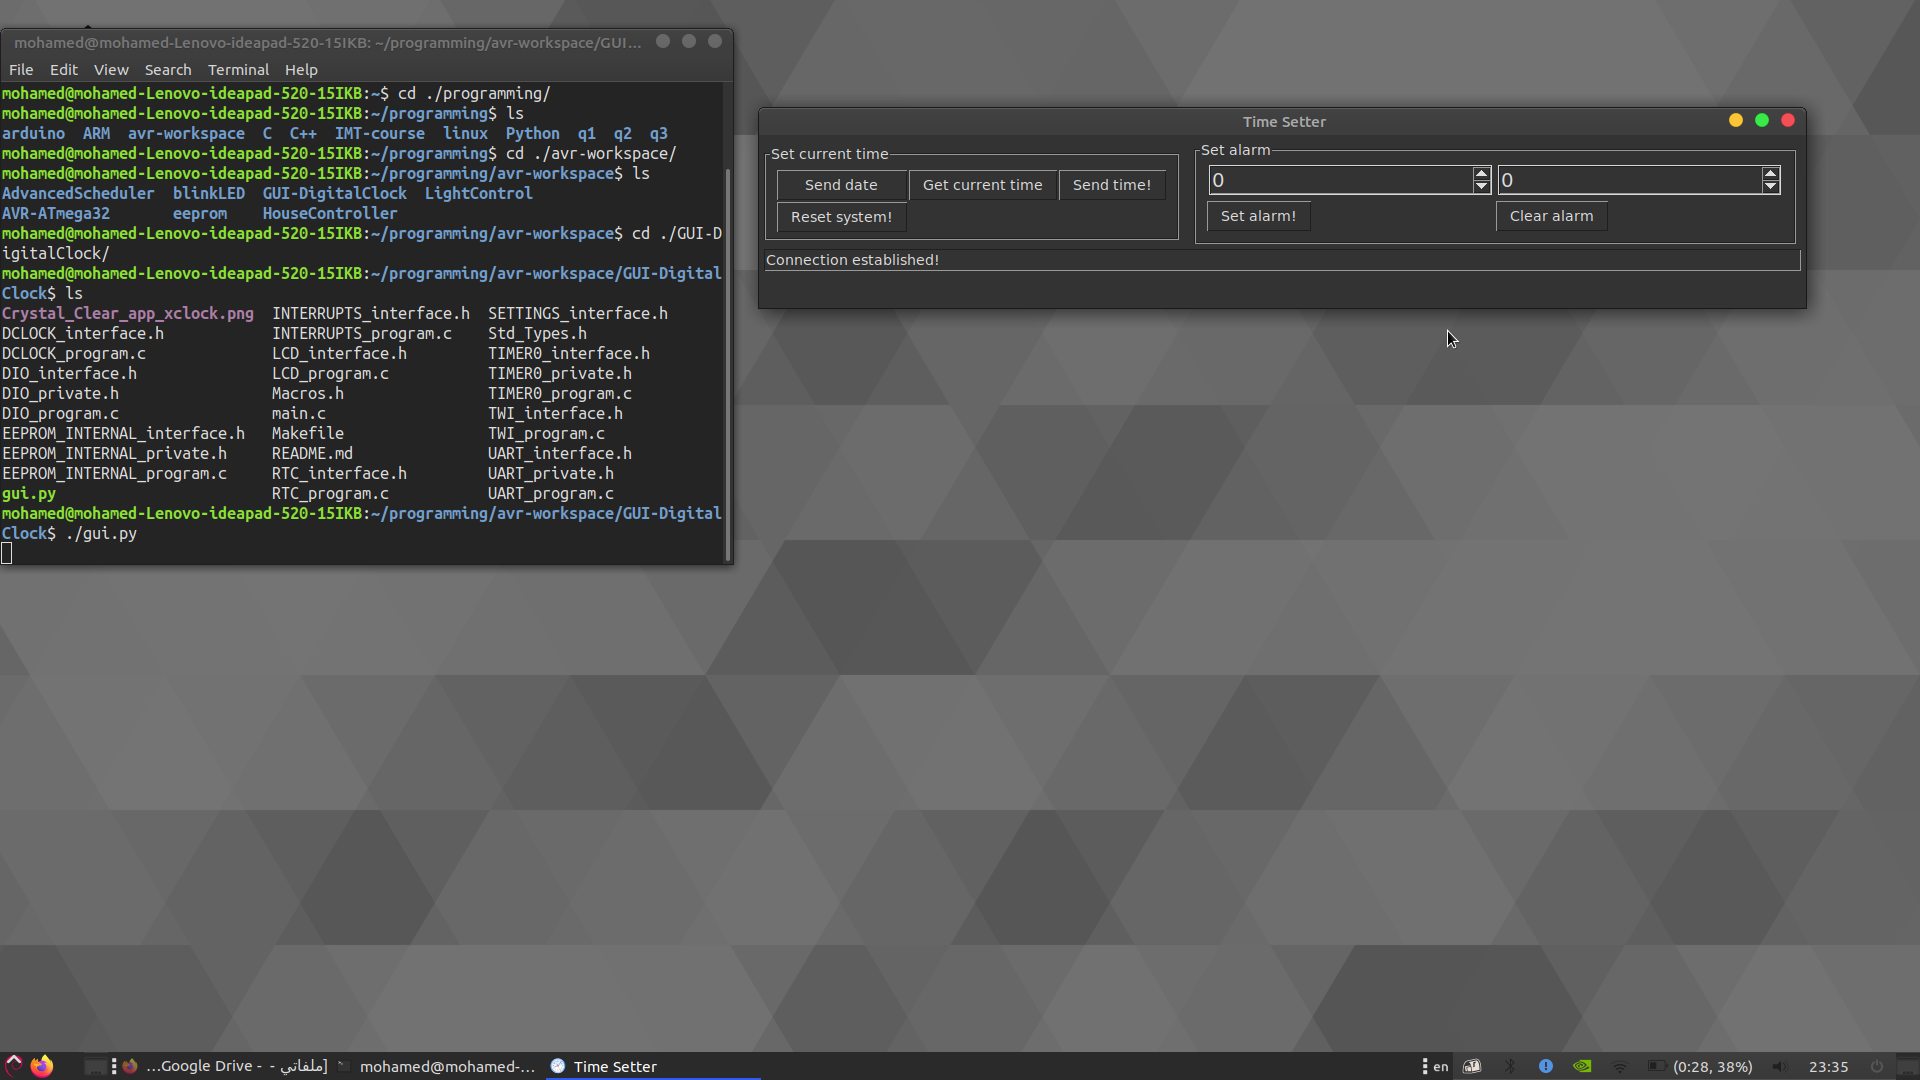 mohamed@mohamed-Lenovo-ideapad-520-15IKB: ~/programming/avr-workspace/GUI...
File Edit View Search Terminal Help
mohamed@mohamed-Lenovo-ideapad-520-15IKB:~$ cd ./programming/
mohamed@mohamed-Lenovo-ideapad-520-15IKB:~/programming$ ls
arduino ARM avr-workspace C C++ IMT-course linux Python q1 q2 q3
mohamed@mohamed-Lenovo-ideapad-520-15IKB:~/programming$ cd ./avr-workspace/
mohamed@mohamed-Lenovo-ideapad-520-15IKB:~/programming/avr-workspace$ ls
AdvancedScheduler blinkLED GUI-DigitalClock LightControl
AVR-ATmega32 eeprom HouseController
mohamed@mohamed-Lenovo-ideapad-520-15IKB:~/programming/avr-workspace$ cd ./GUI-D
igitalClock/
mohamed@mohamed-Lenovo-ideapad-520-15IKB:~/programming/avr-workspace/GUI-Digital
Clock$ ls
Crystal_Clear_app_xclock.png INTERRUPTS_interface.h SETTINGS_interface.h
DCLOCK_interface.h INTERRUPTS_program.c Std_Types.h
DCLOCK_program.c LCD_interface.h TIMER0_interface.h
DIO_interface.h LCD_program.c TIMER0_private.h
DIO_private.h Macros.h TIMER0_program.c
DIO_program.c main.c TWI_interface.h
EEPROM_INTERNAL_interface.h Makefile TWI_program.c
EEPROM_INTERNAL_private.h README.md UART_interface.h
EEPROM_INTERNAL_program.c RTC_interface.h UART_private.h
gui.py RTC_program.c UART_program.c
mohamed@mohamed-Lenovo-ideapad-520-15IKB:~/programming/avr-workspace/GUI-Digital
Clock$ ./gui.py
Time Setter
Set current time
Send date Get current time Send time!
Reset system!
Set alarm
0 0
Set alarm! Clear alarm
Connection established!
...Google Drive - - ملفاتي] mohamed@mohamed-... Time Setter en (0:28, 38%) 23:35